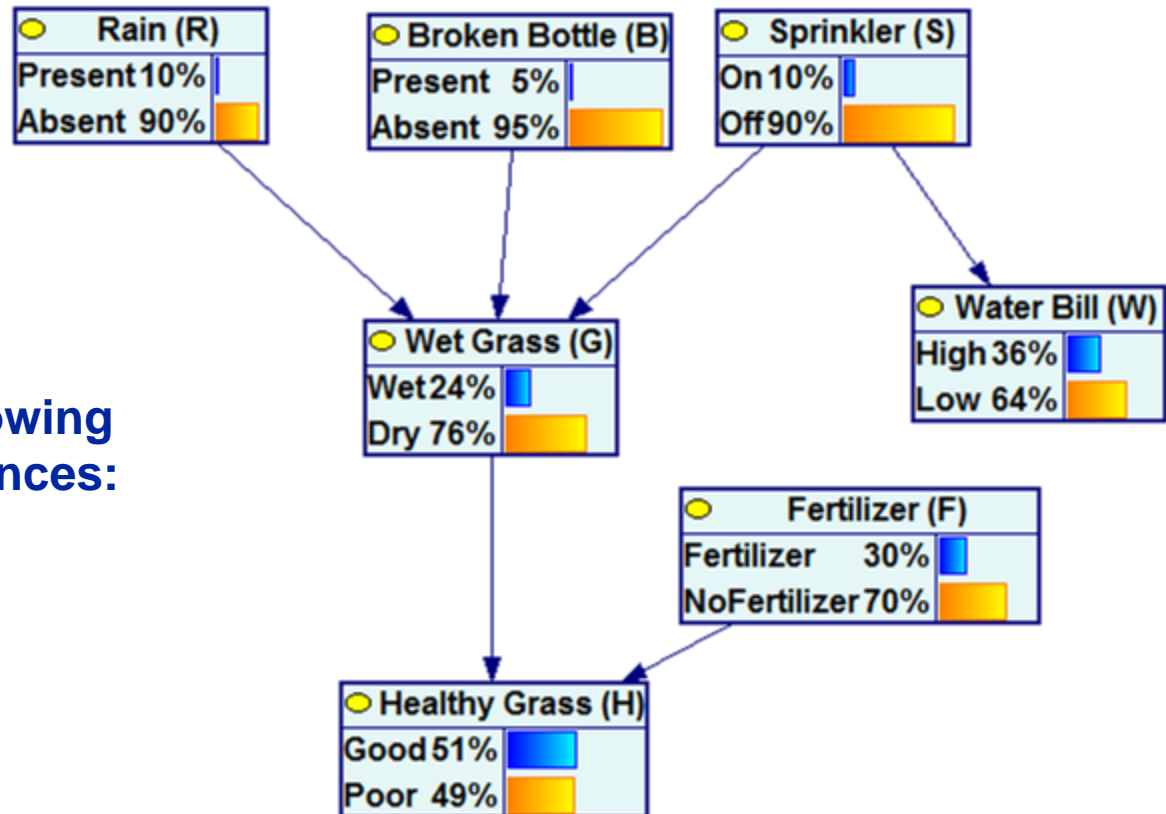 Rain (R)
Present 10%
Absent 90%
Broken Bottle (B)
Present 5%
Absent 95%
Sprinkler (S)
On 10%
Off 90%
Wet Grass (G)
Wet 24%
Dry 76%
Water Bill (W)
High 36%
Low 64%
owing
nces:
Fertilizer (F)
Fertilizer 30%
NoFertilizer 70%
Healthy Grass (H)
Good 51%
Poor 49%